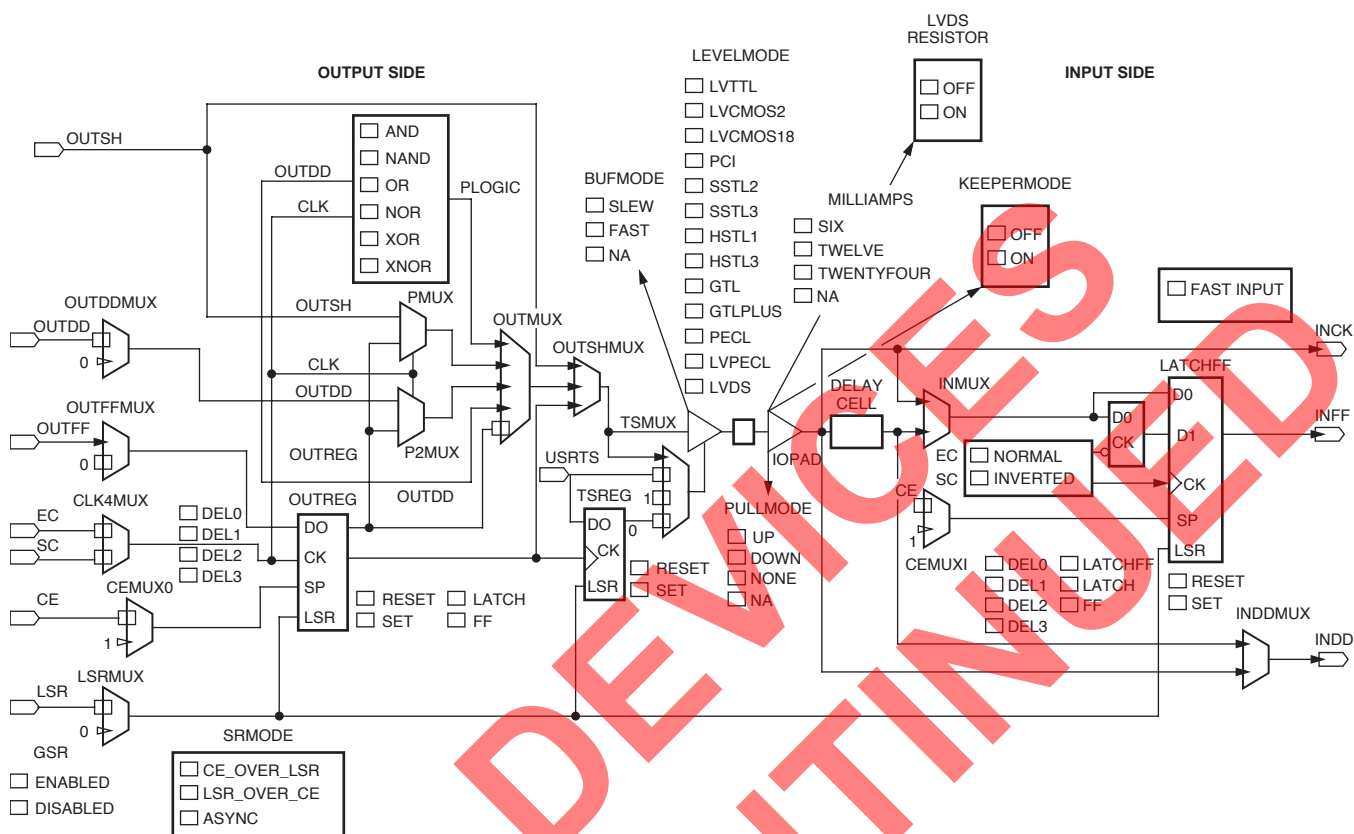 LVDS
RESISTOR
OFF
ON
LEVELMODE
LVTTL
LVCMOS2
LVCMOS18
PCI
SSTL2
SSTL3
HSTL1
HSTL3
GTL
GTLPLUS
PECL
LVPECL
LVDS
OUTPUT SIDE
INPUT SIDE
OUTSH
AND
NAND
OR
NOR
XOR
XNOR
OUTDD
CLK
PLOGIC
BUFMODE
SLEW
FAST
NA
MILLIAMPS
SIX
TWELVE
TWENTYFOUR
NA
KEEPERMODE
OFF
ON
FAST INPUT
OUTDDMUX
OUTDD
0
OUTSH
PMUX
OUTMUX
OUTSHMUX
CLK
OUTDD
P2MUX
OUTREG
OUTDD
OUTFFMUX
OUTFF
0
CLK4MUX
EC
SC
DEL0
DEL1
DEL2
DEL3
OUTREG
DO
CK
SP
LSR
RESET
SET
LATCH
FF
CEMUX0
CE
1
LSRMUX
LSR
0
GSR
ENABLED
DISABLED
SRMODE
CE_OVER_LSR
LSR_OVER_CE
ASYNC
TSMUX
USRTS
1
0
TSREG
DO
CK
LSR
RESET
SET
IOPAD
PULLMODE
UP
DOWN
NONE
NA
DELAY
CELL
INMUX
EC
SC
NORMAL
INVERTED
D0
CK
LATCHFF
D0
D1
CK
SP
LSR
CE
1
CEMUXI
DEL0
DEL1
DEL2
DEL3
LATCHFF
LATCH
FF
RESET
SET
INCK
INFF
INDDMUX
INDD
DEVICES